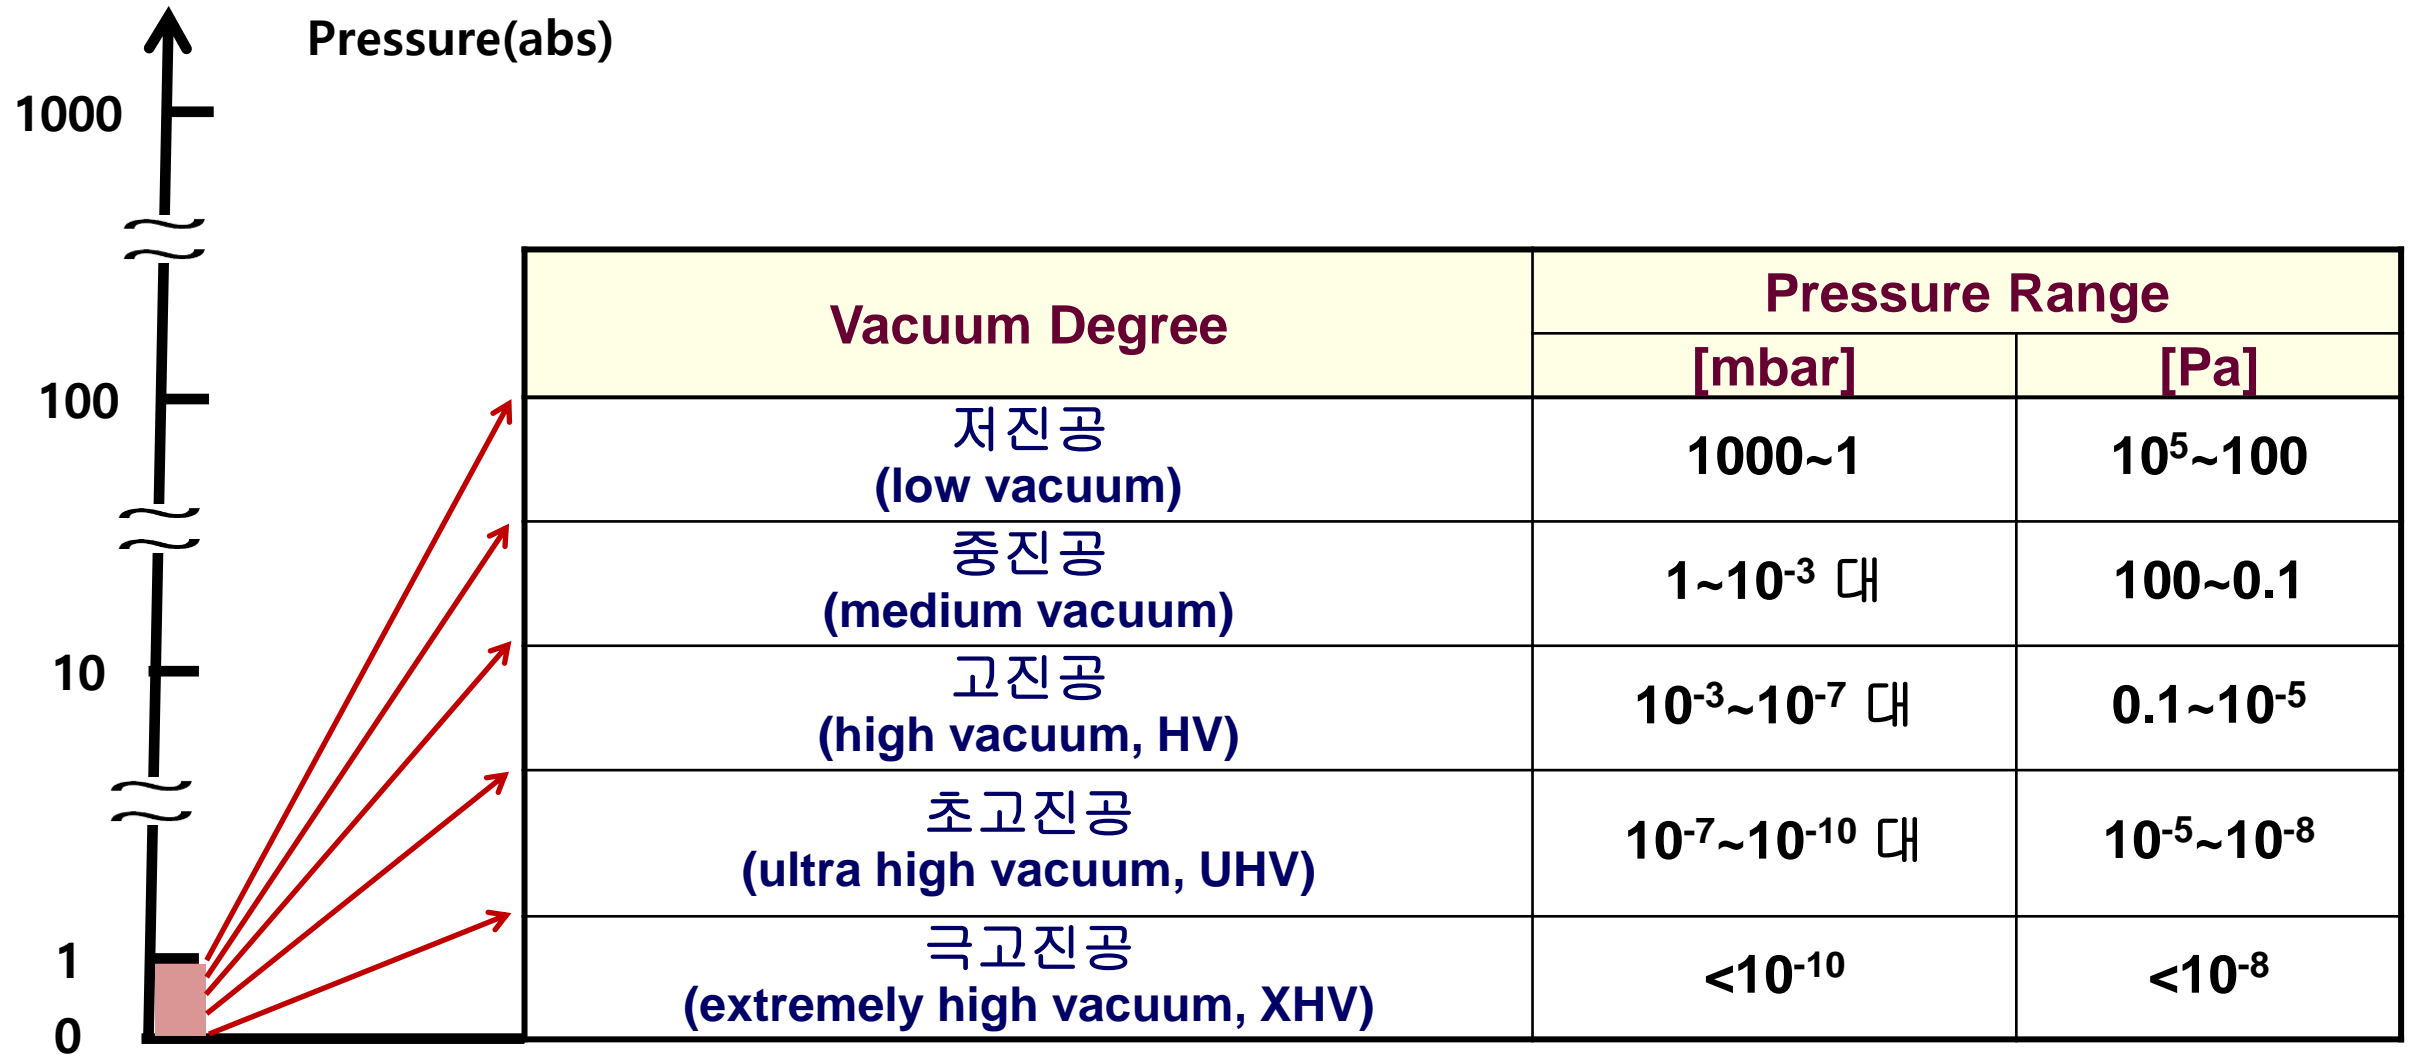 Pressure(abs)
1000
100
10
1
0
Vacuum Degree
Pressure Range
[mbar]
[Pa]
저진공
(low vacuum)
1000~1
10⁵~100
중진공
(medium vacuum)
1~10⁻³ 대
100~0.1
고진공
(high vacuum, HV)
10⁻³~10⁻⁷ 대
0.1~10⁻⁵
초고진공
(ultra high vacuum, UHV)
10⁻⁷~10⁻¹⁰ 대
10⁻⁵~10⁻⁸
극고진공
(extremely high vacuum, XHV)
<10⁻¹⁰
<10⁻⁸